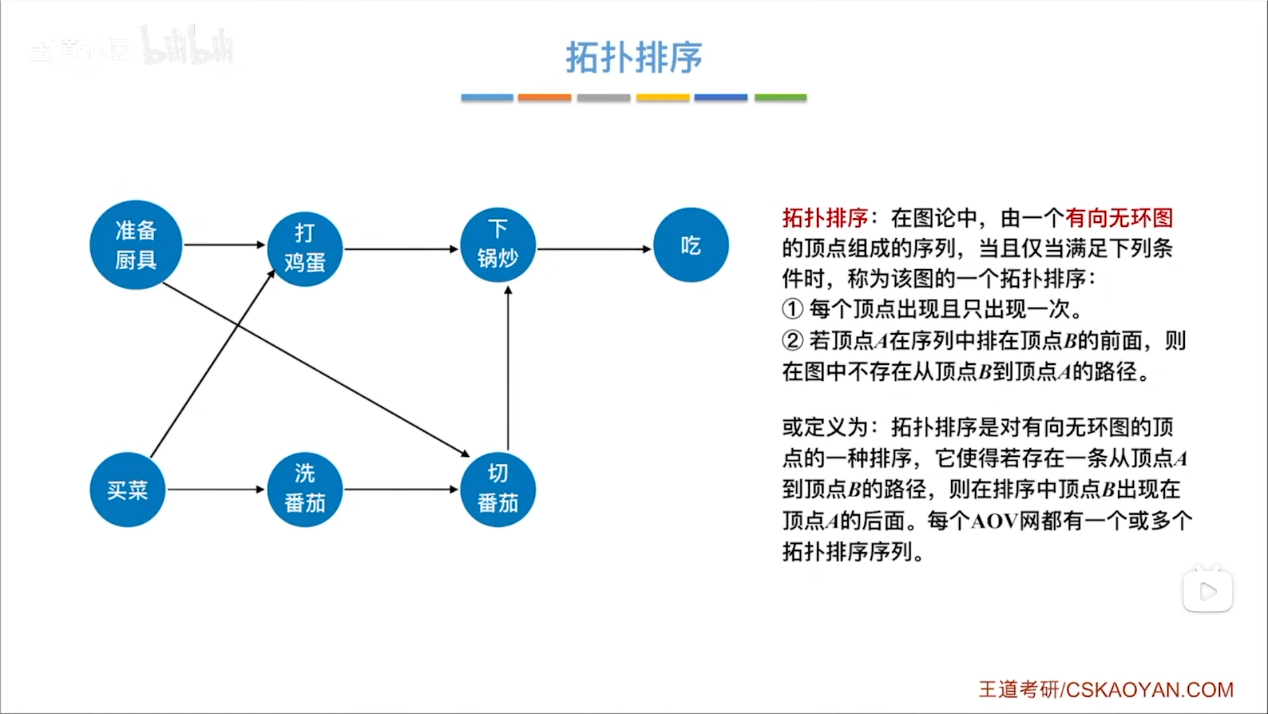 王道论坛 bilibili
拓扑排序
准备
厨具
打
鸡蛋
下
锅炒
吃
买菜
洗
番茄
切
番茄
拓扑排序：在图论中，由一个有向无环图
的顶点组成的序列，当且仅当满足下列条
件时，称为该图的一个拓扑排序：
① 每个顶点出现且只出现一次。
② 若顶点A在序列中排在顶点B的前面，则
在图中不存在从顶点B到顶点A的路径。
或定义为：拓扑排序是对有向无环图的顶
点的一种排序，它使得若存在一条从顶点A
到顶点B的路径，则在排序中顶点B出现在
顶点A的后面。每个AOV网都有一个或多个
拓扑排序序列。
王道考研/CSKAOYAN.COM